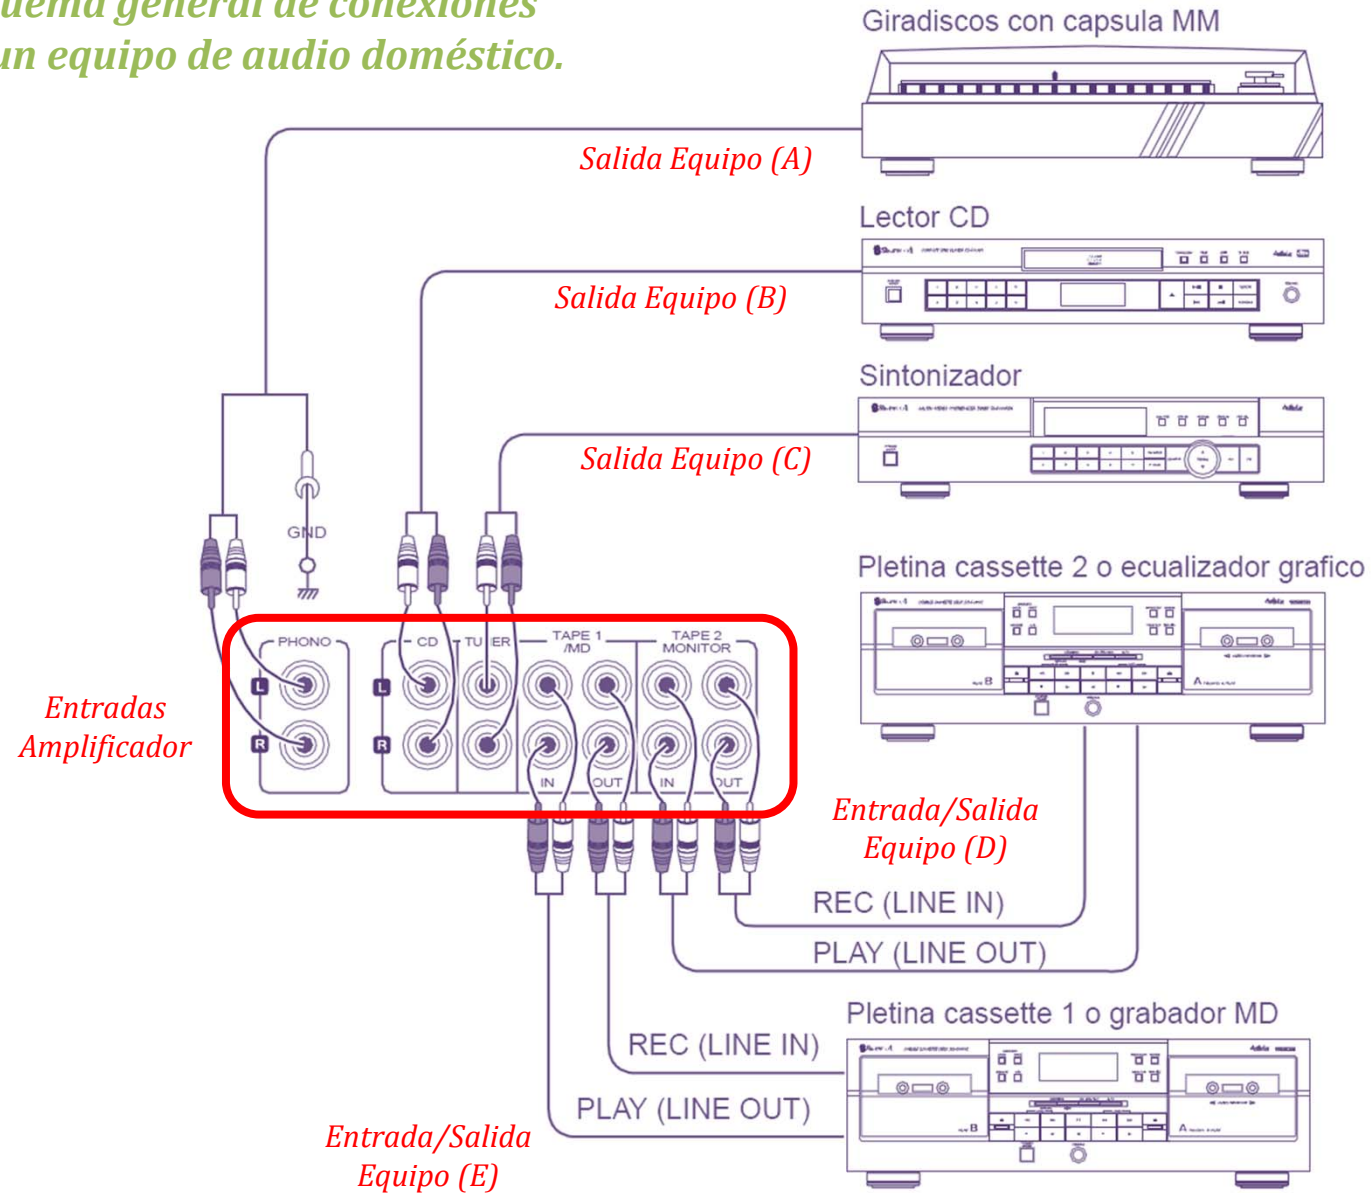 uema general de conexiones
un equipo de audio doméstico.
Giradiscos con capsula MM
Salida Equipo (A)
Lector CD
Salida Equipo (B)
Sintonizador
Salida Equipo (C)
GND
Pletina cassette 2 o ecualizador grafico
B
A
PHONO
CD
TUNER
TAPE 1
/MD
TAPE 2
MONITOR
L
L
R
R
IN
OUT
IN
OUT
Entradas
Amplificador
Entrada/Salida
Equipo (D)
REC (LINE IN)
PLAY (LINE OUT)
Pletina cassette 1 o grabador MD
REC (LINE IN)
PLAY (LINE OUT)
B
A
Entrada/Salida
Equipo (E)